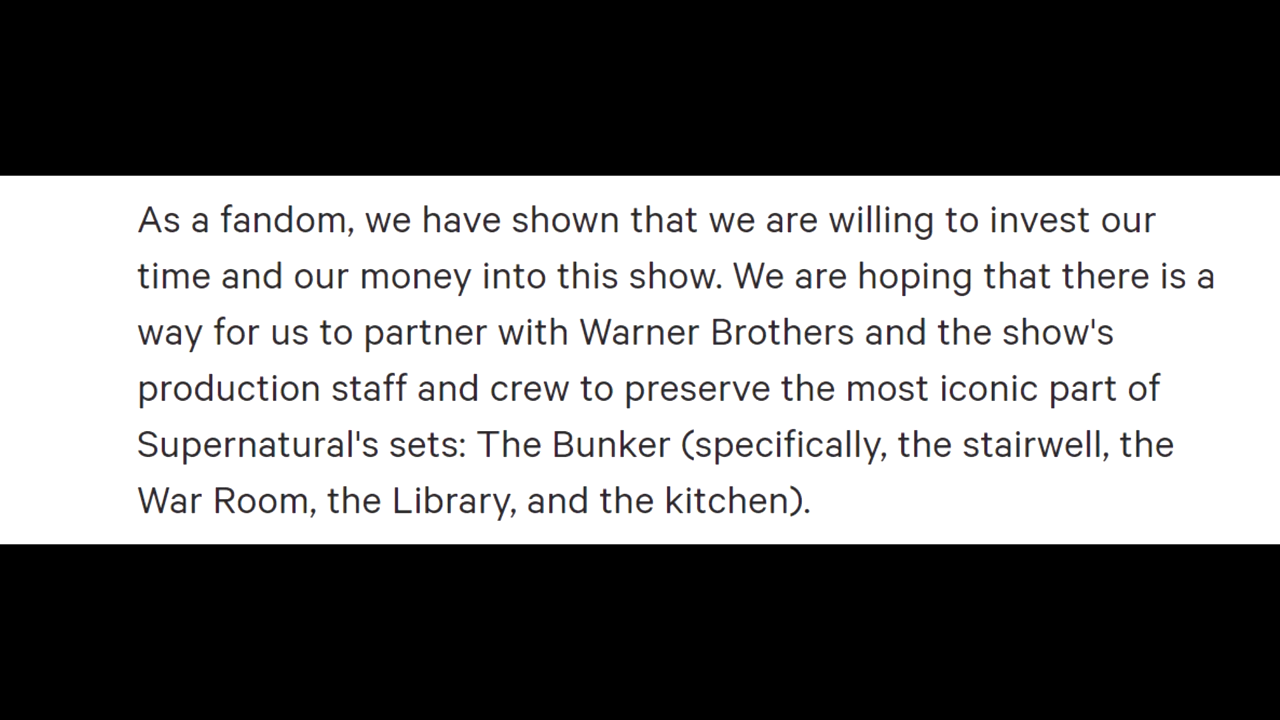 As a fandom, we have shown that we are willing to invest our
time and our money into this show. We are hoping that there is a
way for us to partner with Warner Brothers and the show's
production staff and crew to preserve the most iconic part of
Supernatural's sets: The Bunker (specifically, the stairwell, the
War Room, the Library, and the kitchen).